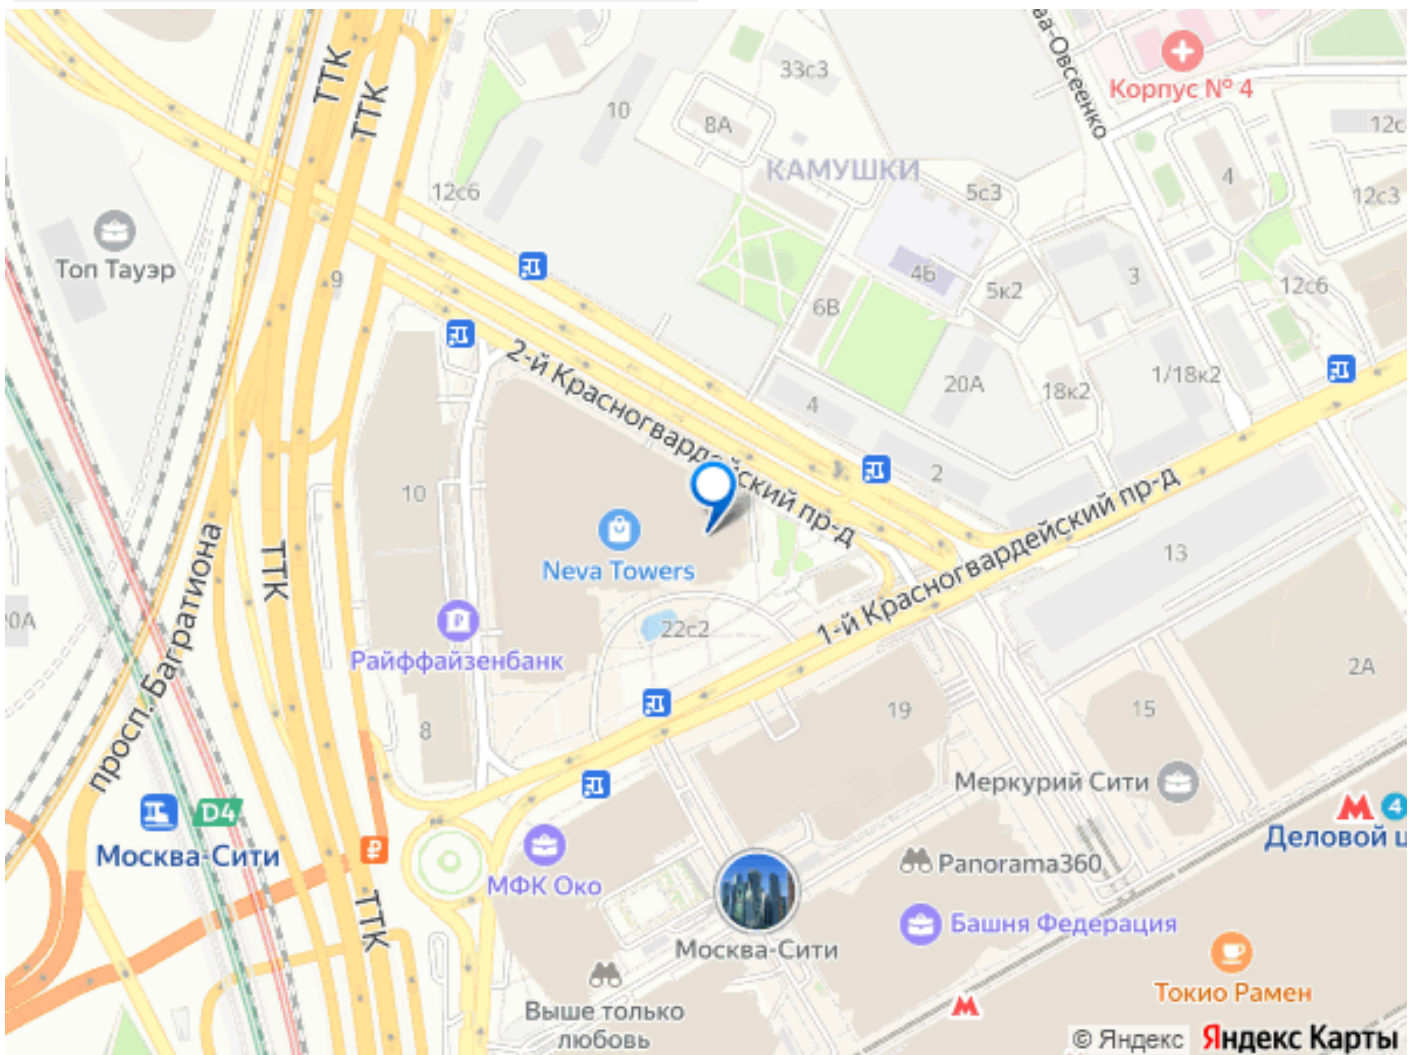 ТТК
ТТК
33с3
10
8А
КАМУШКИ
5с3
Корпус № 4
12с6
4
12с3
Топ Тауэр
9
4Б
5к2
3
12с6
6В
2-й Красногвардейский пр-д
4
20А
18к2
1/18к2
2
10
Neva Towers
ТТК
просп. Багратиона
1-й Красногвардейский пр-д
13
22с2
Райффайзенбанк
2А
8
19
15
Меркурий Сити
D4
₽
Москва-Сити
МФК Око
Panorama360
4
Башня Федерация
ТТК
Москва-Сити
Токио Рамен
Выше только
любовь
© Яндекс Яндекс Карты